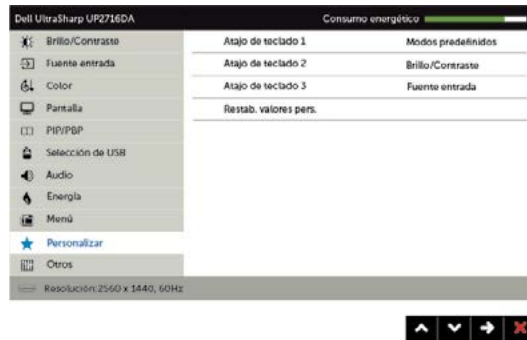 Dell UltraSharp UP2716DA Consumo energético
Brillo/Contraste Atajo de teclado 1 Modos predefinidos
Fuente entrada Atajo de teclado 2 Brillo/Contraste
Color Atajo de teclado 3 Fuente entrada
Pantalla Restab. valores pers.
PIP/PBP
Selección de USB
Audio
Energía
Menú
Personalizar
Otros
Resolución: 2560 x 1440, 60Hz